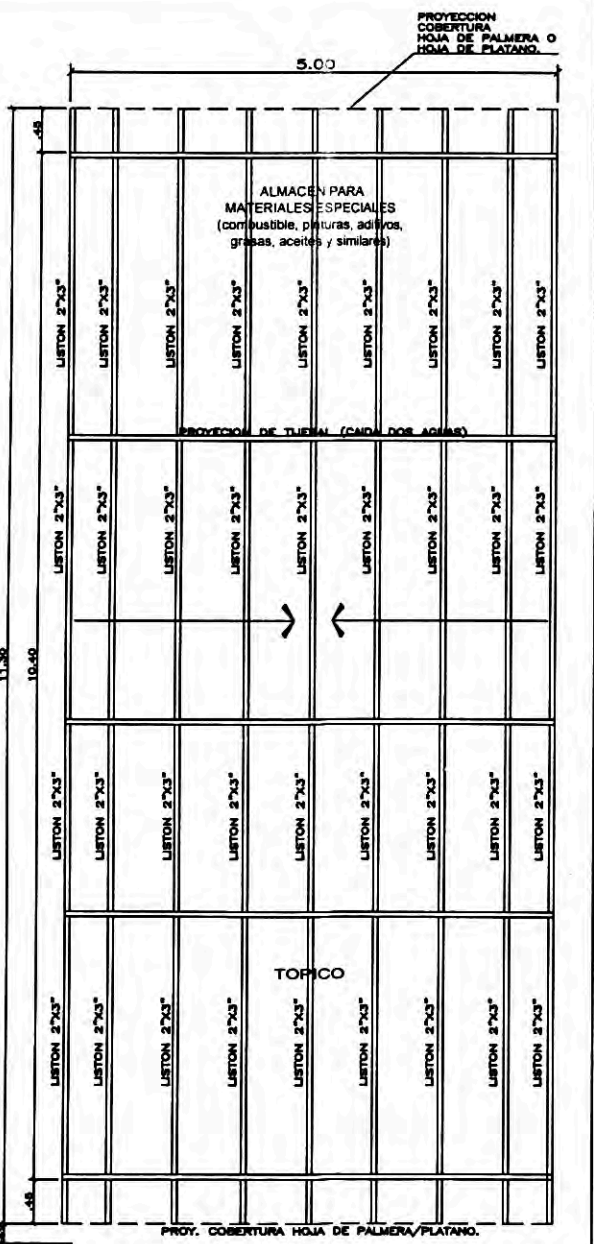 PROYECCION
COBERTURA
HOJA DE PALMERA O
HOJA DE PLATANO.
5.00
.45
ALMACEN PARA
MATERIALES ESPECIALES
(combustible, pinturas, aditivos,
grasas, aceites y similares)
LISTON 2"X3" LISTON 2"X3" LISTON 2"X3" LISTON 2"X3" LISTON 2"X3" LISTON 2"X3" LISTON 2"X3" LISTON 2"X3" LISTON 2"X3"
PROYECION DE TIJERAL (CAIDA DOS AGUAS)
LISTON 2"X3" LISTON 2"X3" LISTON 2"X3" LISTON 2"X3" LISTON 2"X3" LISTON 2"X3" LISTON 2"X3" LISTON 2"X3" LISTON 2"X3"
11.30
10.40
LISTON 2"X3" LISTON 2"X3" LISTON 2"X3" LISTON 2"X3" LISTON 2"X3" LISTON 2"X3" LISTON 2"X3" LISTON 2"X3" LISTON 2"X3"
TOPICO
LISTON 2"X3" LISTON 2"X3" LISTON 2"X3" LISTON 2"X3" LISTON 2"X3" LISTON 2"X3" LISTON 2"X3" LISTON 2"X3" LISTON 2"X3"
.45
PROY. COBERTURA HOJA DE PALMERA/PLATANO.